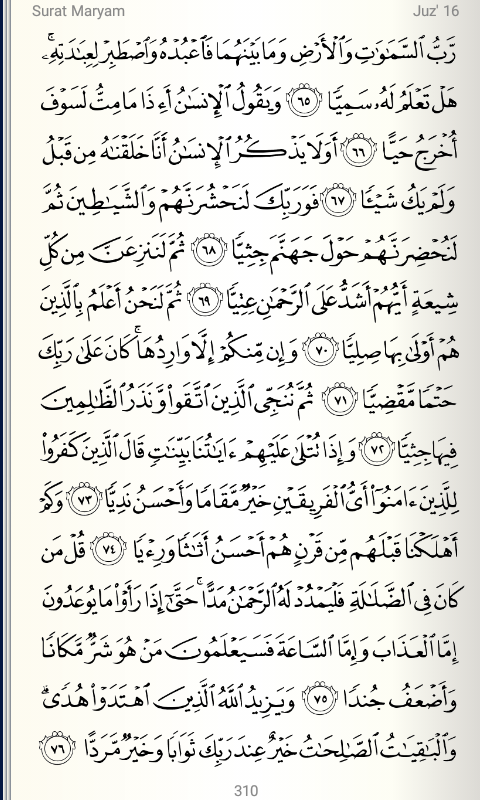 Surat Maryam
Juz' 16
رَّبُّ ٱلسَّمَٰوَٰتِ وَٱلْأَرْضِ وَمَا بَيْنَهُمَا فَٱعْبُدْهُ وَٱصْطَبِرْ لِعِبَٰدَتِهِۦۚ
هَلْ تَعْلَمُ لَهُۥ سَمِيًّا ٦٥ وَيَقُولُ ٱلْإِنسَٰنُ أَءِذَا مَا مِتُّ لَسَوْفَ
أُخْرَجُ حَيًّا ٦٦ أَوَلَا يَذْكُرُ ٱلْإِنسَٰنُ أَنَّا خَلَقْنَٰهُ مِن قَبْلُ
وَلَمْ يَكُ شَيْـًٔا ٦٧ فَوَرَبِّكَ لَنَحْشُرَنَّهُمْ وَٱلشَّيَٰطِينَ ثُمَّ
لَنُحْضِرَنَّهُمْ حَوْلَ جَهَنَّمَ جِثِيًّا ٦٨ ثُمَّ لَنَنزِعَنَّ مِن كُلِّ
شِيعَةٍ أَيُّهُمْ أَشَدُّ عَلَى ٱلرَّحْمَٰنِ عِتِيًّا ٦٩ ثُمَّ لَنَحْنُ أَعْلَمُ بِٱلَّذِينَ
هُمْ أَوْلَىٰ بِهَا صِلِيًّا ٧٠ وَإِن مِّنكُمْ إِلَّا وَارِدُهَاۚ كَانَ عَلَىٰ رَبِّكَ
حَتْمًا مَّقْضِيًّا ٧١ ثُمَّ نُنَجِّى ٱلَّذِينَ ٱتَّقَوا۟ وَّنَذَرُ ٱلظَّٰلِمِينَ
فِيهَا جِثِيًّا ٧٢ وَإِذَا تُتْلَىٰ عَلَيْهِمْ ءَايَٰتُنَا بَيِّنَٰتٍ قَالَ ٱلَّذِينَ كَفَرُوا۟
لِلَّذِينَ ءَامَنُوٓا۟ أَىُّ ٱلْفَرِيقَيْنِ خَيْرٌ مَّقَامًا وَأَحْسَنُ نَدِيًّا ٧٣ وَكَمْ
أَهْلَكْنَا قَبْلَهُم مِّن قَرْنٍ هُمْ أَحْسَنُ أَثَٰثًا وَرِءْيًا ٧٤ قُلْ مَن
كَانَ فِى ٱلضَّلَٰلَةِ فَلْيَمْدُدْ لَهُ ٱلرَّحْمَٰنُ مَدًّاۚ حَتَّىٰٓ إِذَا رَأَوْا۟ مَا يُوعَدُونَ
إِمَّا ٱلْعَذَابَ وَإِمَّا ٱلسَّاعَةَ فَسَيَعْلَمُونَ مَنْ هُوَ شَرٌّ مَّكَانًا
وَأَضْعَفُ جُندًا ٧٥ وَيَزِيدُ ٱللَّهُ ٱلَّذِينَ ٱهْتَدَوْا۟ هُدًىۗ
وَٱلْبَٰقِيَٰتُ ٱلصَّٰلِحَٰتُ خَيْرٌ عِندَ رَبِّكَ ثَوَابًا وَخَيْرٌ مَّرَدًّا ٧٦
310